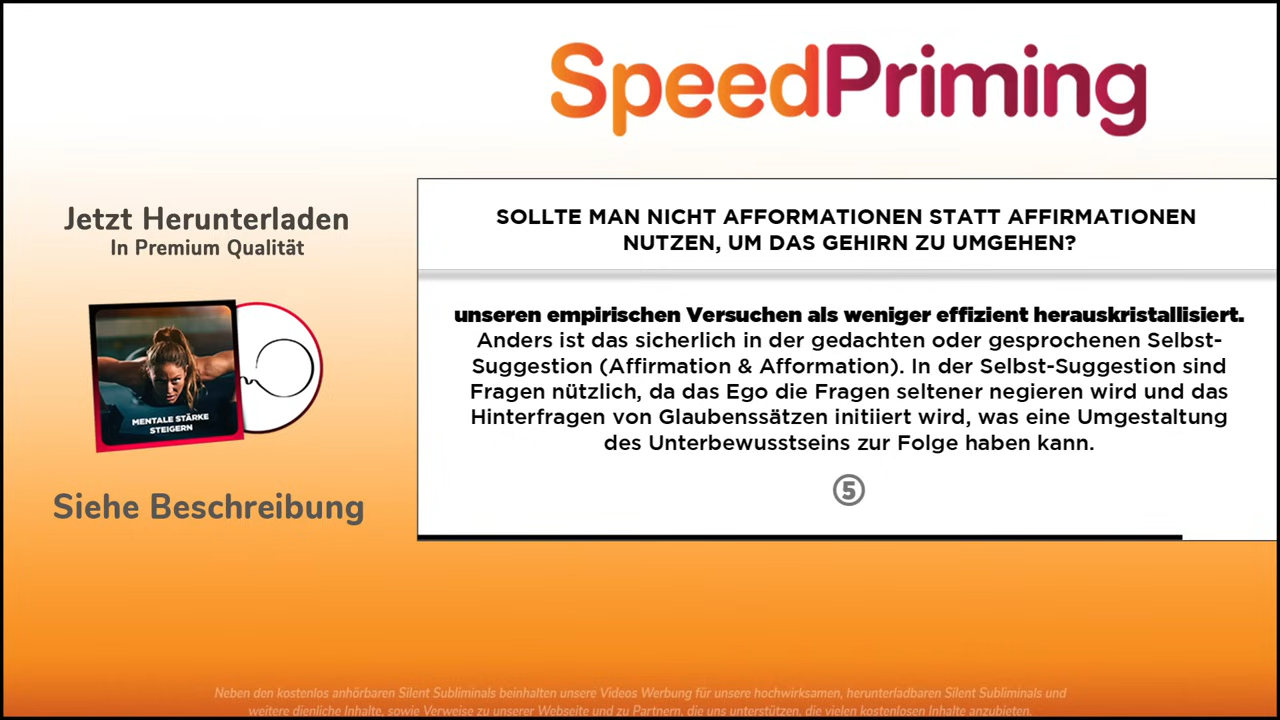 SpeedPriming
Jetzt Herunterladen
In Premium Qualität
MENTALE STÄRKE
STEIGERN
Siehe Beschreibung
SOLLTE MAN NICHT AFFORMATIONEN STATT AFFIRMATIONEN
NUTZEN, UM DAS GEHIRN ZU UMGEHEN?
unseren empirischen Versuchen als weniger effizient herauskristallisiert.
Anders ist das sicherlich in der gedachten oder gesprochenen Selbst-
Suggestion (Affirmation & Afformation). In der Selbst-Suggestion sind
Fragen nützlich, da das Ego die Fragen seltener negieren wird und das
Hinterfragen von Glaubenssätzen initiiert wird, was eine Umgestaltung
des Unterbewusstseins zur Folge haben kann.
⑤
Neben den kostenlos anhörbaren Silent Subliminals beinhalten unsere Videos Werbung für unsere hochwirksamen, herunterladbaren Silent Subliminals und
weitere dienliche Inhalte, sowie Verweise zu unserer Webseite und zu Partnern, die uns unterstützen, die vielen kostenlosen Inhalte anzubieten.